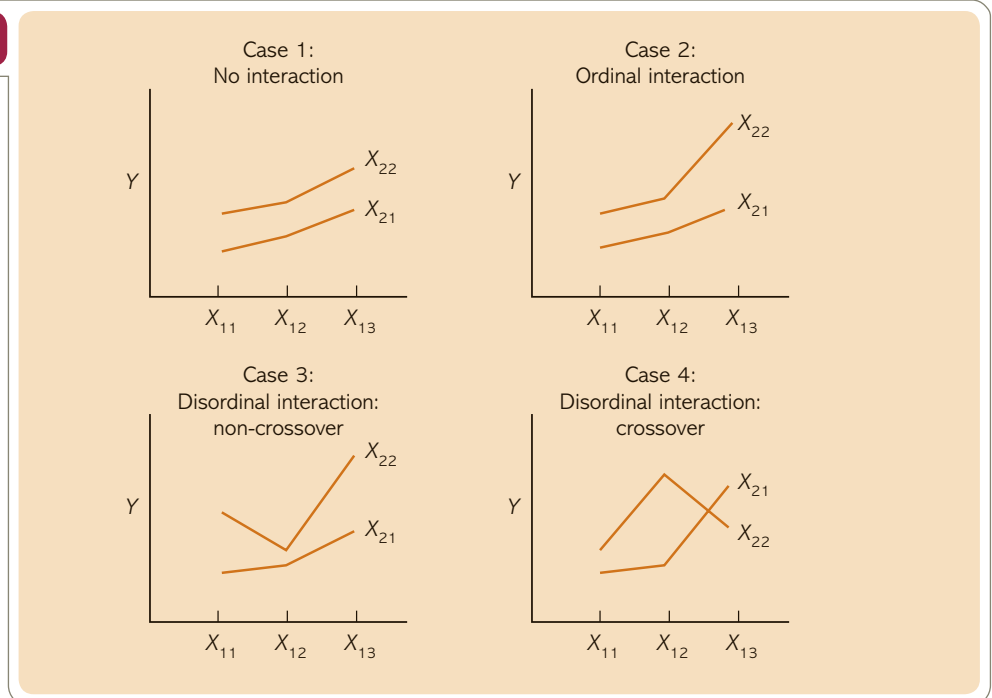 Case 1:
No interaction
Y
X22
X21
X11 X12 X13
Case 2:
Ordinal interaction
Y
X22
X21
X11 X12 X13
Case 3:
Disordinal interaction:
non-crossover
Y
X22
X21
X11 X12 X13
Case 4:
Disordinal interaction:
crossover
Y
X21
X22
X11 X12 X13